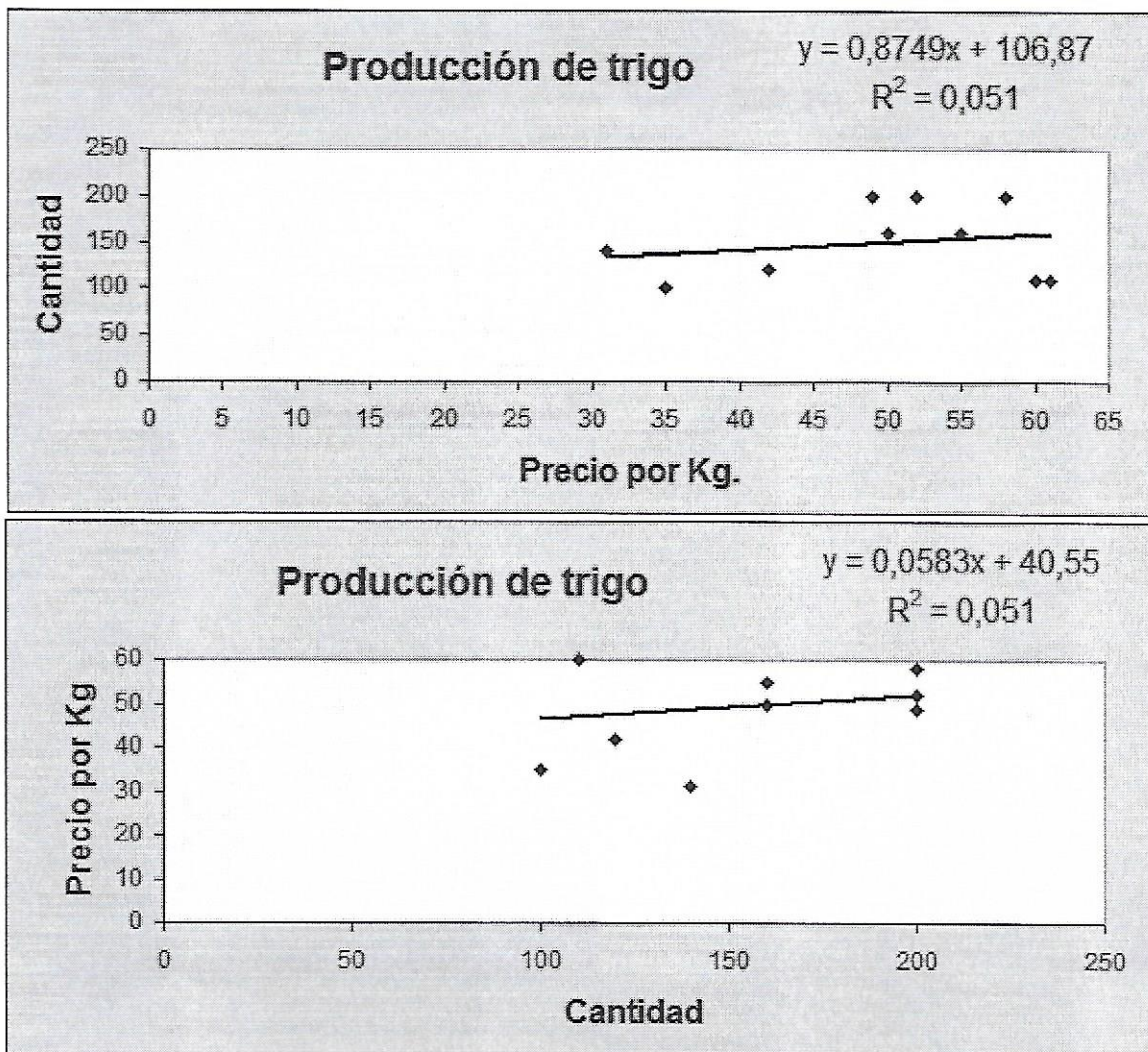 Producción de trigo
y = 0,8749x + 106,87
R² = 0,051
250
200
150
100
50
0
Cantidad
0 5 10 15 20 25 30 35 40 45 50 55 60 65
Precio por Kg.
Producción de trigo
y = 0,0583x + 40,55
R² = 0,051
60
50
40
30
20
10
0
Precio por Kg
0 50 100 150 200 250
Cantidad